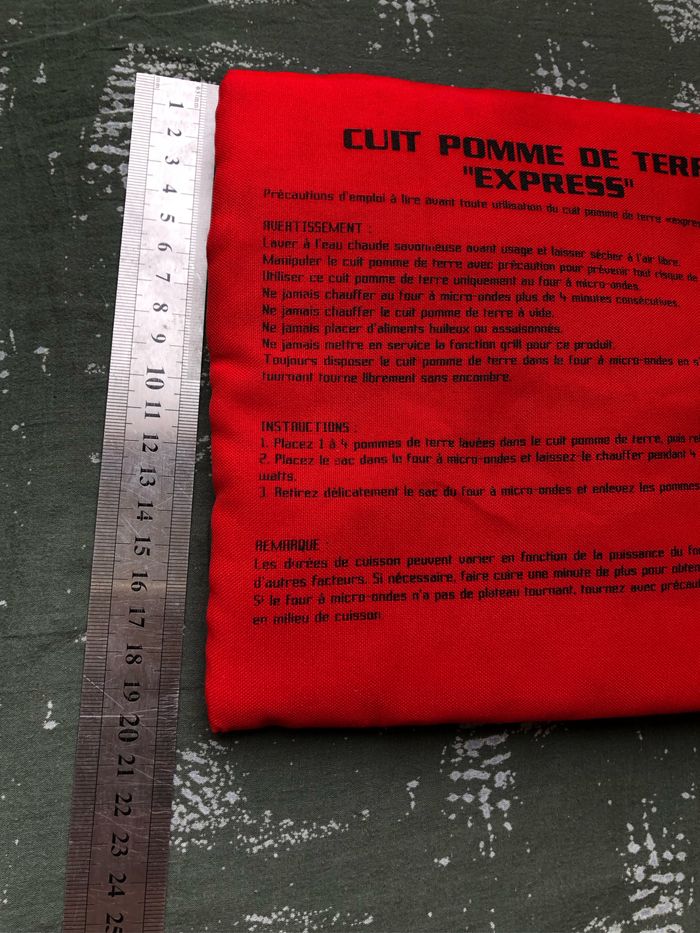 CUIT POMME DE TERR
"EXPRESS"
Précautions d'emploi à lire avant toute utilisation du cuit pomme de terre
AVERTISSEMENT :
Laver à l'eau chaude savonneuse avant usage et laisser sécher à l'air libre.
Manipuler le cuit pomme de terre avec précaution pour prévenir tout risque de
Utiliser ce cuit pomme de terre uniquement au four à micro-ondes.
Ne jamais chauffer au four à micro-ondes plus de 4 minutes consécutives.
Ne jamais chauffer le cuit pomme de terre à vide.
Ne jamais placer d'aliments huileux ou assaisonnés.
Ne jamais mettre en service la fonction grill pour ce produit.
Toujours disposer le cuit pomme de terre dans le four à micro-ondes en s'
tournant tourne librement sans encombre.
INSTRUCTIONS :
1. Placez 1 à 4 pommes de terre lavées dans le cuit pomme de terre, puis
2. Placez le sac dans le four à micro-ondes et laissez-le chauffer pendant 4
watts.
3. Retirez délicatement le sac du four à micro-ondes et enlevez les pommes
REMARQUE :
Les durées de cuisson peuvent varier en fonction de la puissance du
d'autres facteurs. Si nécessaire, faire cuire une minute de plus pour
Si le four à micro-ondes n'a pas de plateau tournant, tournez avec
en milieu de cuisson.
1 2 3 4 5 6 7 8 9 10 11 12 13 14 15 16 17 18 19 20 21 22 23 24 25